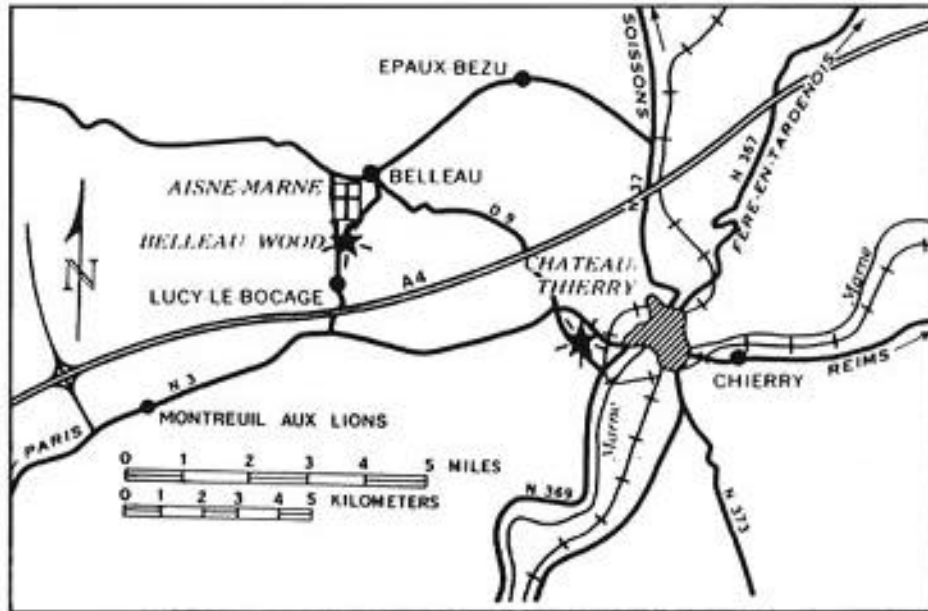 SOISSONS
EPAUX BEZU
FERE-EN-TARDENOIS
N 367
N 37
BELLEAU
AISNE-MARNE
D 9
BELLEAU WOOD
CHATEAU-
THIERRY
Marne
A4
LUCY-LE BOCAGE
N
REIMS
CHIERRY
N 3
MONTREUIL AUX LIONS
PARIS
Marne
0 1 2 3 4 5 MILES
0 1 2 3 4 5
KILOMETERS
N 369
N 373